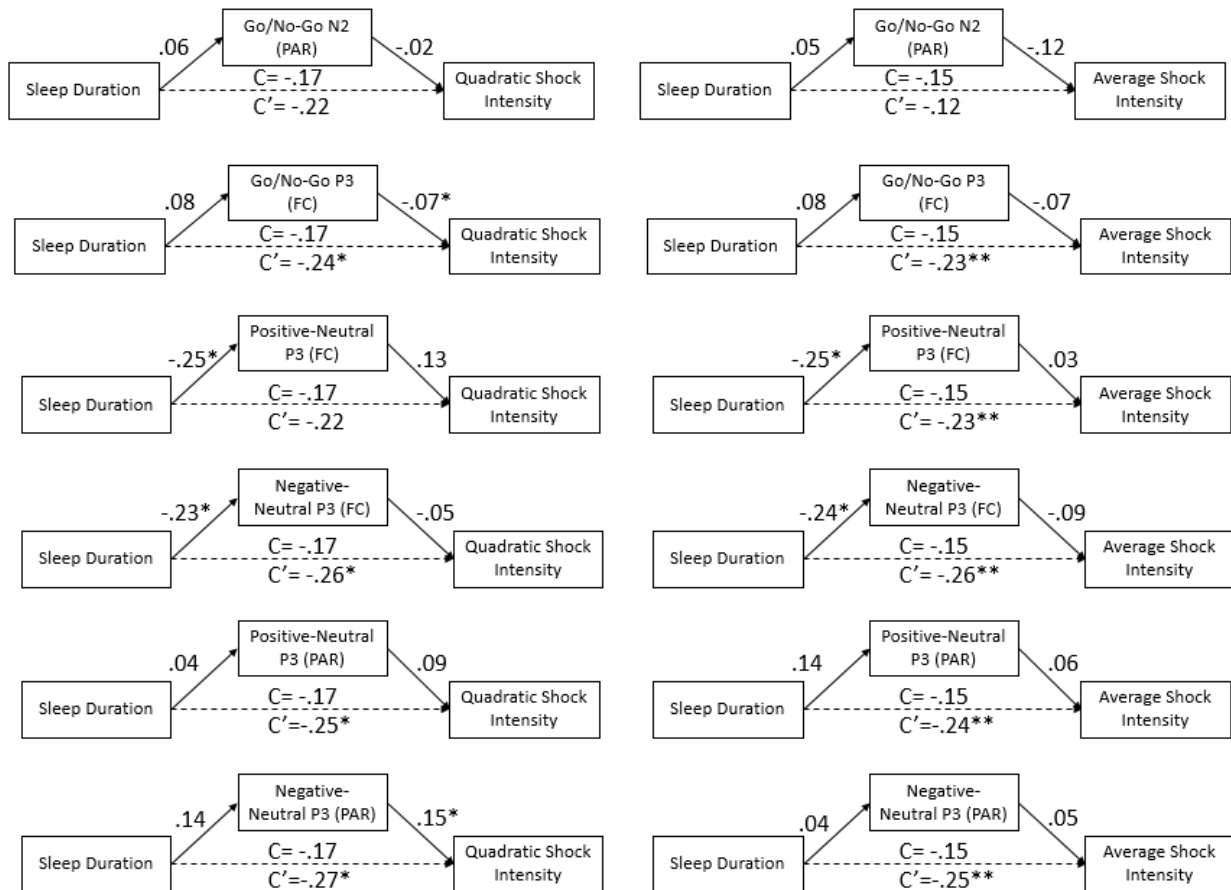 Go/No-Go N2
(PAR)
.06
-.02
Sleep Duration
C= -.17
C’= -.22
Quadratic Shock
Intensity
Go/No-Go N2
(PAR)
.05
-.12
Sleep Duration
C= -.15
C’= -.12
Average Shock
Intensity
Go/No-Go P3
(FC)
.08
-.07*
Sleep Duration
C= -.17
C’= -.24*
Quadratic Shock
Intensity
Go/No-Go P3
(FC)
.08
-.07
Sleep Duration
C= -.15
C’= -.23**
Average Shock
Intensity
Positive-Neutral
P3 (FC)
-.25*
.13
Sleep Duration
C= -.17
C’= -.22
Quadratic Shock
Intensity
Positive-Neutral
P3 (FC)
-.25*
.03
Sleep Duration
C= -.15
C’= -.23**
Average Shock
Intensity
Negative-
Neutral P3 (FC)
-.23*
-.05
Sleep Duration
C= -.17
C’= -.26*
Quadratic Shock
Intensity
Negative-
Neutral P3 (FC)
-.24*
-.09
Sleep Duration
C= -.15
C’= -.26**
Average Shock
Intensity
Positive-Neutral
P3 (PAR)
.04
.09
Sleep Duration
C= -.17
C’=-.25*
Quadratic Shock
Intensity
Positive-Neutral
P3 (PAR)
.14
.06
Sleep Duration
C= -.15
C’=-.24**
Average Shock
Intensity
Negative-
Neutral P3 (PAR)
.14
.15*
Sleep Duration
C= -.17
C’=-.27*
Quadratic Shock
Intensity
Negative-
Neutral P3 (PAR)
.04
.05
Sleep Duration
C= -.15
C’=-.25**
Average Shock
Intensity